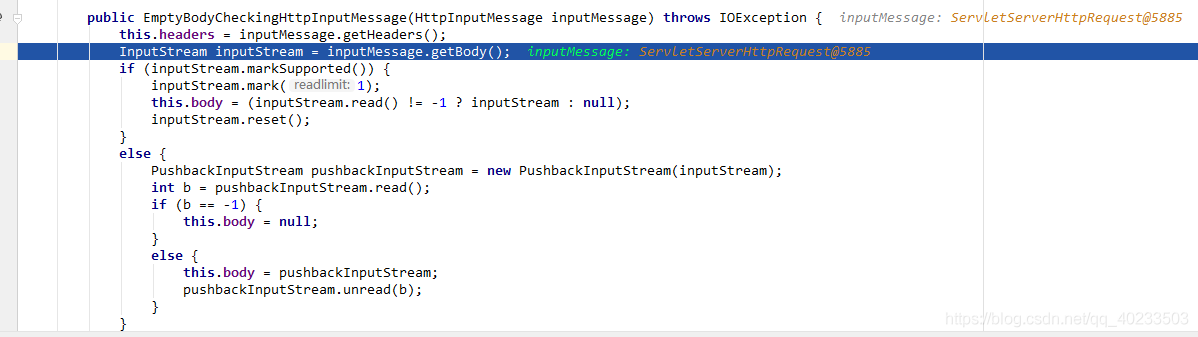 public EmptyBodyCheckingHttpInputMessage(HttpInputMessage inputMessage) throws IOException {  inputMessage: ServletServerHttpRequest@5885
this.headers = inputMessage.getHeaders();
InputStream inputStream = inputMessage.getBody();  inputMessage: ServletServerHttpRequest@5885
if (inputStream.markSupported()) {
inputStream.mark( readlimit: 1);
this.body = (inputStream.read() != -1 ? inputStream : null);
inputStream.reset();
}
else {
PushbackInputStream pushbackInputStream = new PushbackInputStream(inputStream);
int b = pushbackInputStream.read();
if (b == -1) {
this.body = null;
}
else {
this.body = pushbackInputStream;
pushbackInputStream.unread(b);
}
}
https://blog.csdn.net/qq_40233503